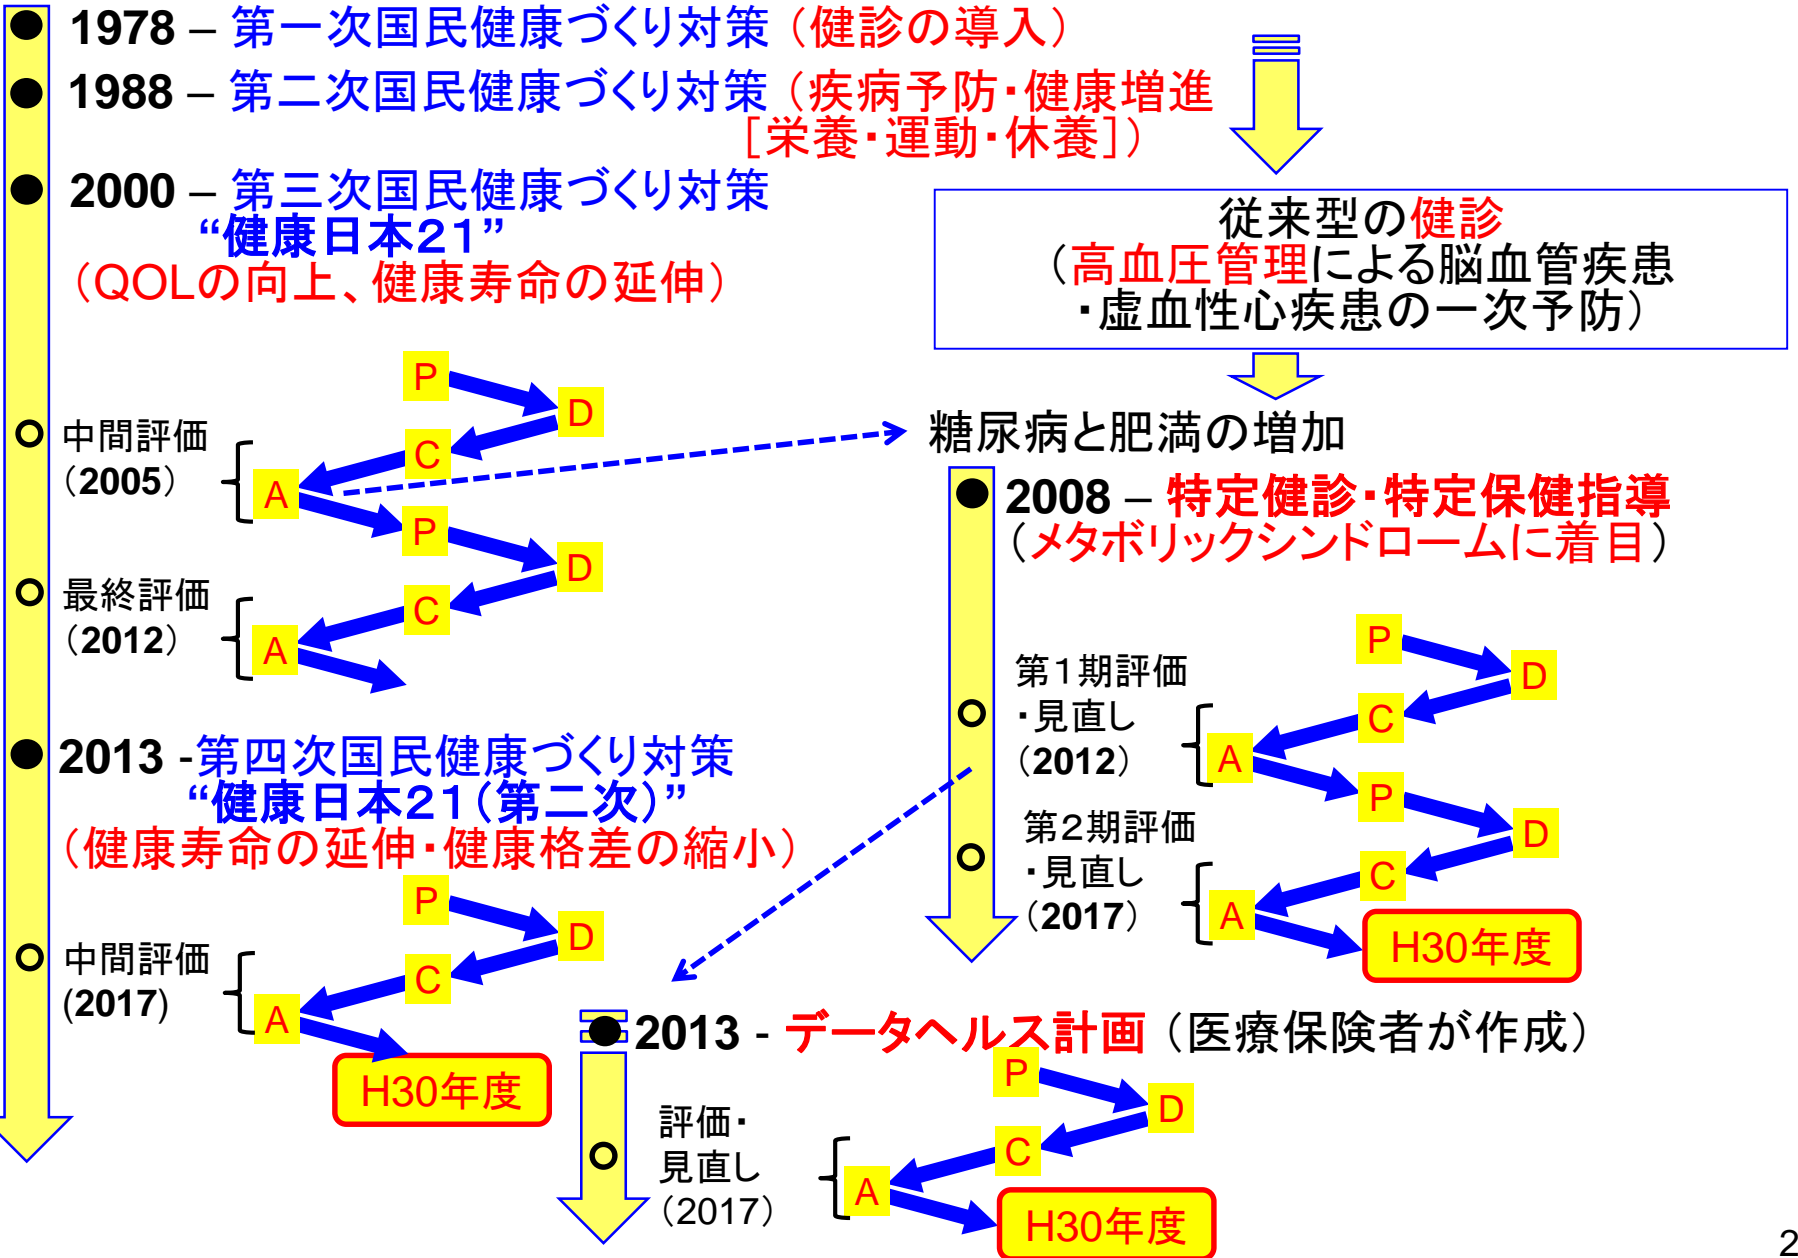 1978 – 第一次国民健康づくり対策（健診の導入）
1988 – 第二次国民健康づくり対策（疾病予防・健康増進
［栄養・運動・休養］）
2000 – 第三次国民健康づくり対策
“健康日本２１”
（QOLの向上、健康寿命の延伸）
従来型の健診
（高血圧管理による脳血管疾患
・虚血性心疾患の一次予防）
P
D
C
A
中間評価
（2005）
P
D
C
A
最終評価
（2012）
糖尿病と肥満の増加
2008 – 特定健診・特定保健指導
（メタボリックシンドロームに着目）
P
D
C
A
第１期評価
・見直し
（2012）
P
D
C
A
第２期評価
・見直し
（2017）
H30年度
2013 -第四次国民健康づくり対策
“健康日本２１（第二次）”
（健康寿命の延伸・健康格差の縮小）
P
D
C
A
中間評価
(2017)
H30年度
2013 - データヘルス計画（医療保険者が作成）
P
D
C
A
評価・
見直し
（2017）
H30年度
2